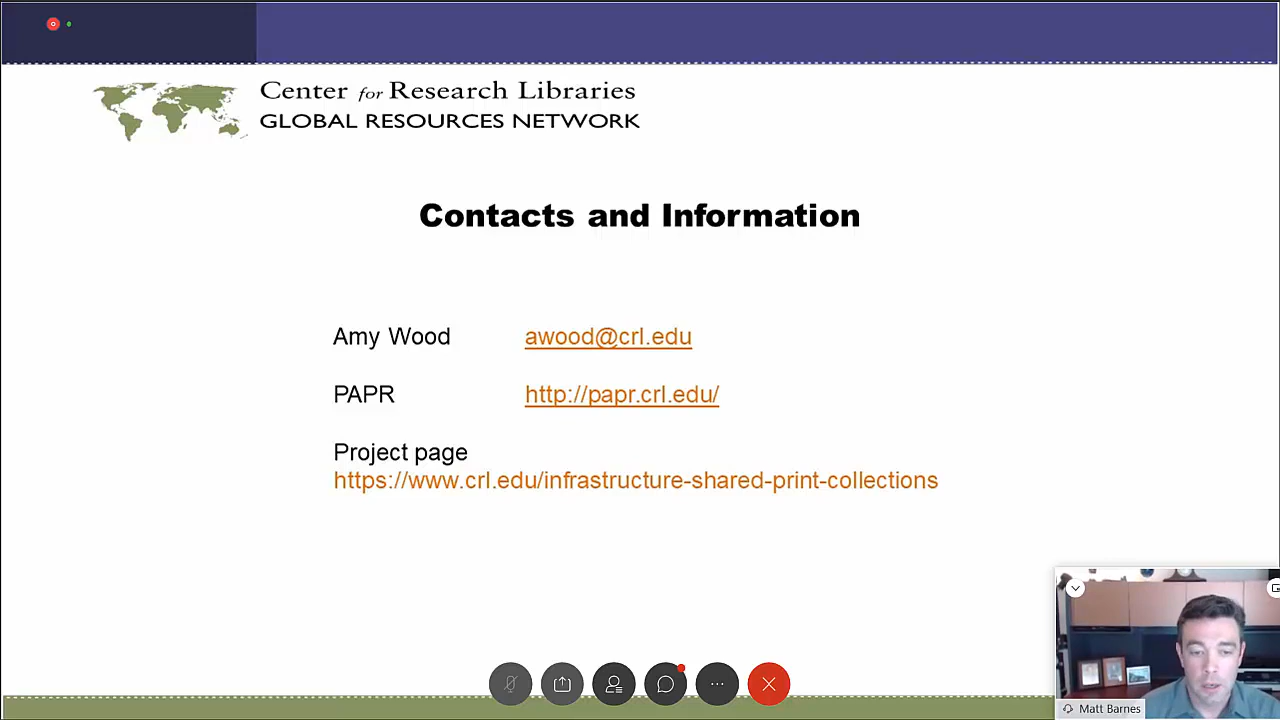 Center for Research Libraries
GLOBAL RESOURCES NETWORK
Contacts and Information
Amy Wood awood@crl.edu
PAPR http://papr.crl.edu/
Project page
https://www.crl.edu/infrastructure-shared-print-collections
Matt Barnes